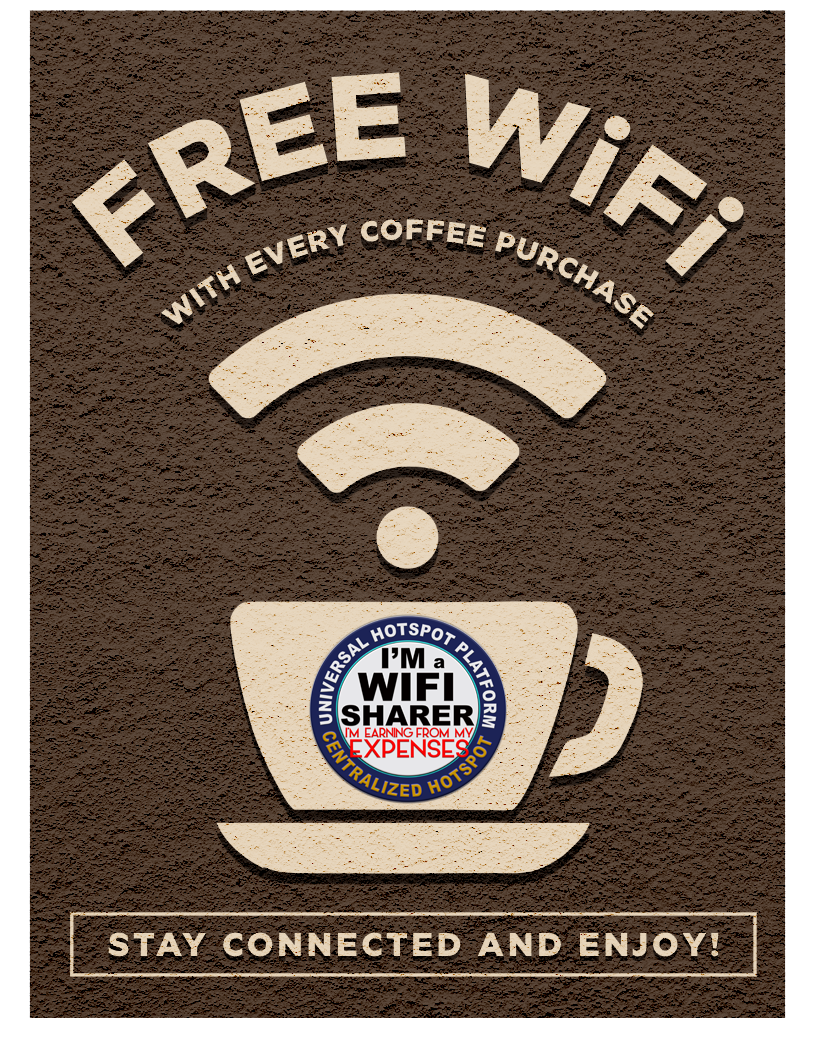 FREE WiFi
WITH EVERY COFFEE PURCHASE
UNIVERSAL HOTSPOT PLATFORM
I'M a
WIFI
SHARER
I'M EARNING FROM MY
EXPENSES
CENTRALIZED HOTSPOT
STAY CONNECTED AND ENJOY!